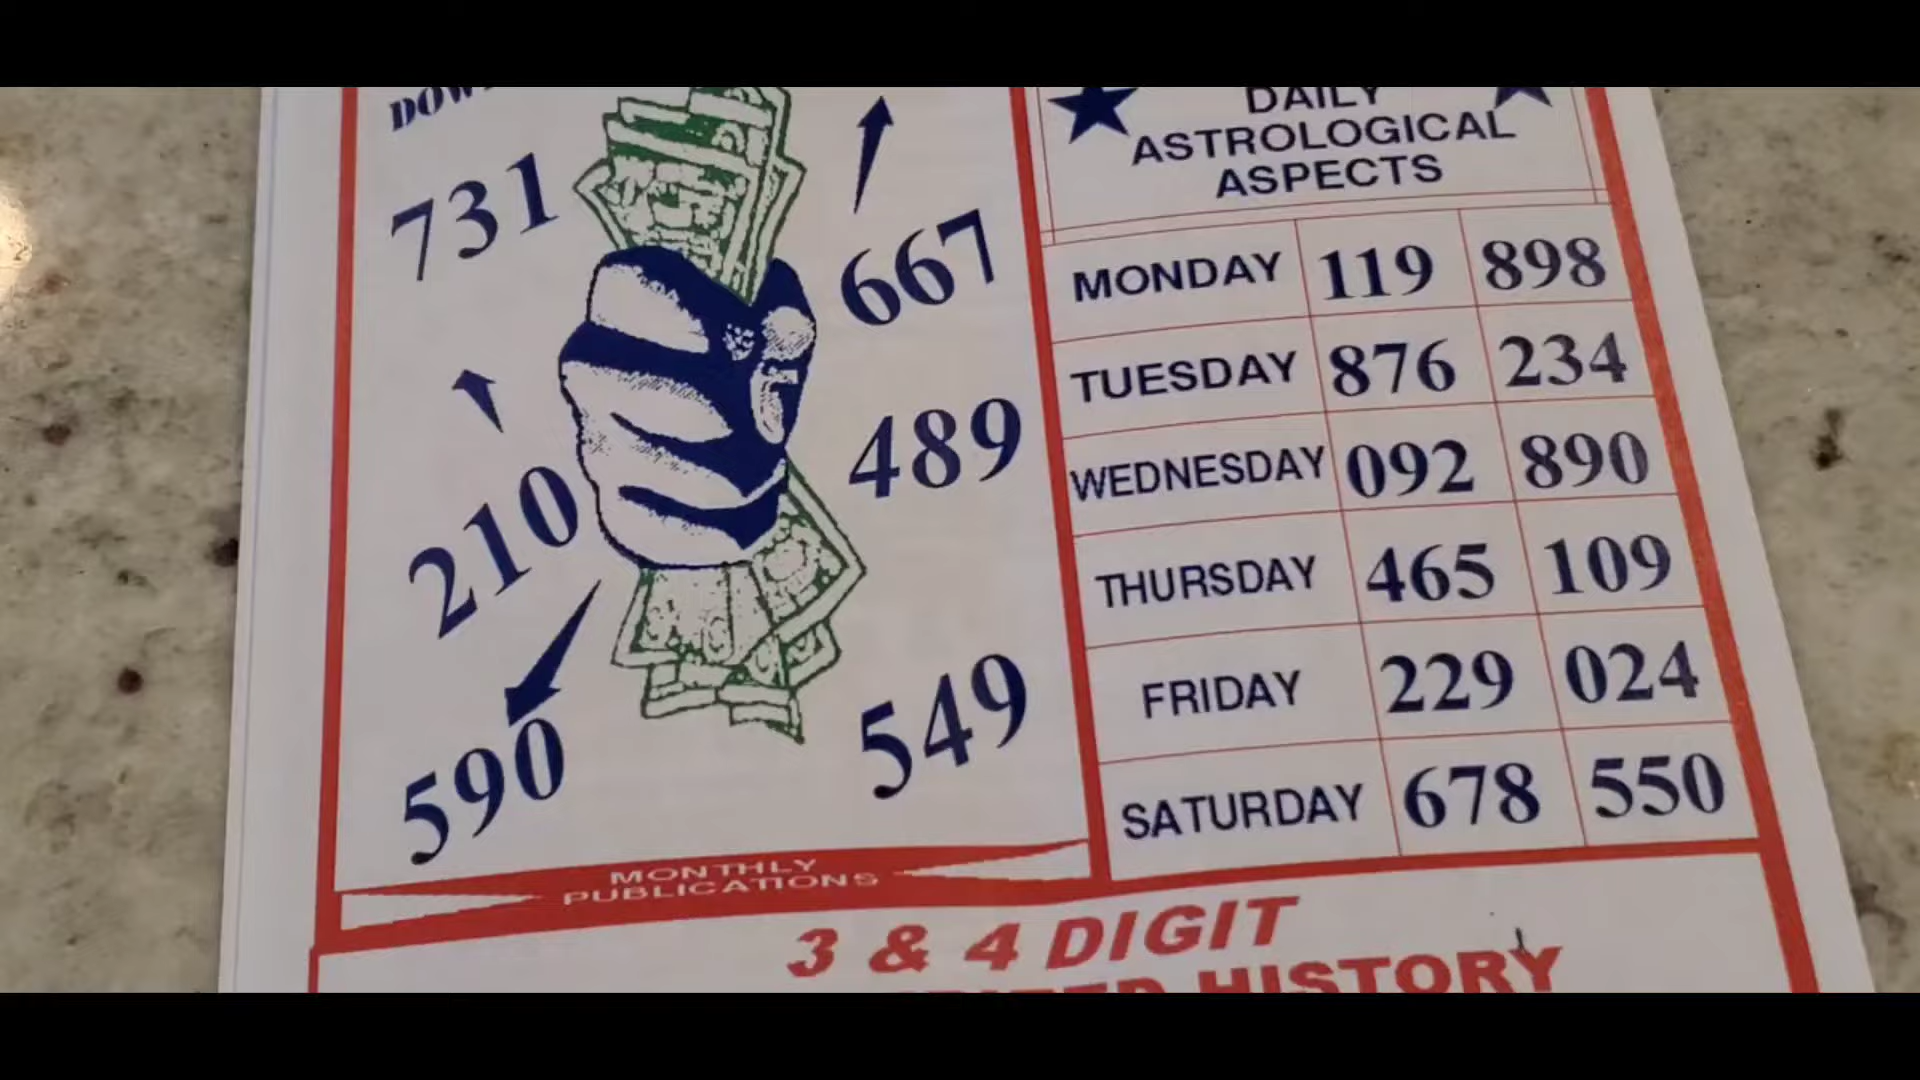 731
667
489
210
590
549
MONTHLY
PUBLICATIONS
DAILY
ASTROLOGICAL
ASPECTS
MONDAY 119 898
TUESDAY 876 234
WEDNESDAY 092 890
THURSDAY 465 109
FRIDAY 229 024
SATURDAY 678 550
3 & 4 DIGIT
HISTORY